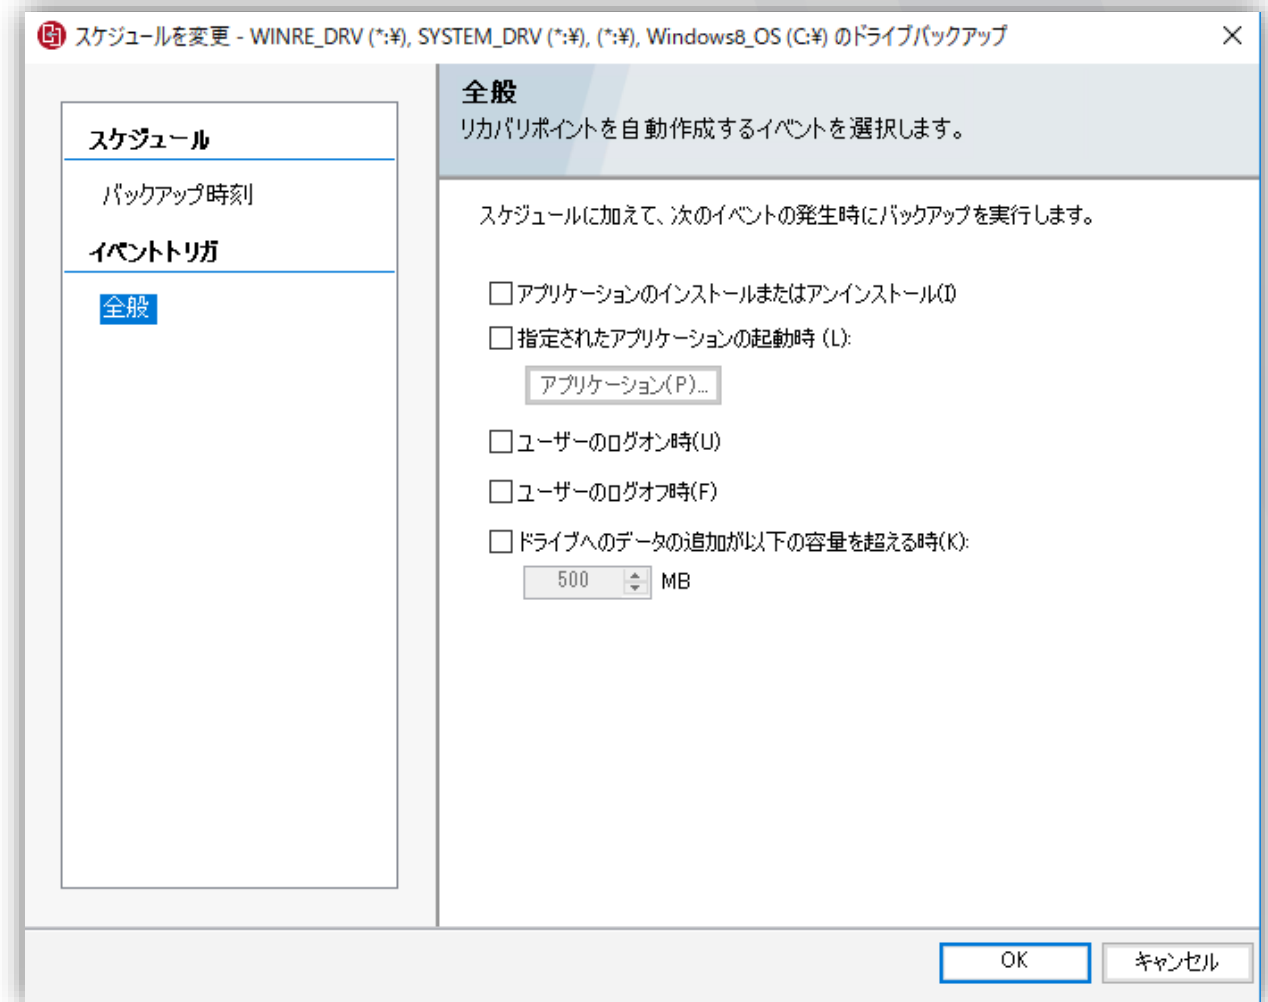 スケジュールを変更 - WINRE_DRV (*:¥), SYSTEM_DRV (*:¥), (*:¥), Windows8_OS (C:¥) のドライブバックアップ
スケジュール
バックアップ時刻
イベントトリガ
全般
全般
リカバリポイントを自動作成するイベントを選択します。
スケジュールに加えて、次のイベントの発生時にバックアップを実行します。
アプリケーションのインストールまたはアンインストール(I)
指定されたアプリケーションの起動時 (L):
アプリケーション(P)...
ユーザーのログオン時(U)
ユーザーのログオフ時(F)
ドライブへのデータの追加が以下の容量を超える時(K):
500 MB
OK
キャンセル